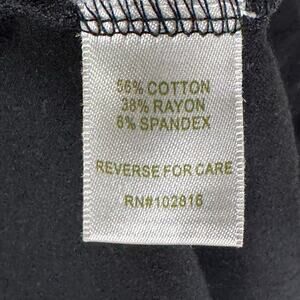 56% COTTON
38% RAYON
6% SPANDEX
REVERSE FOR CARE
RN#102816